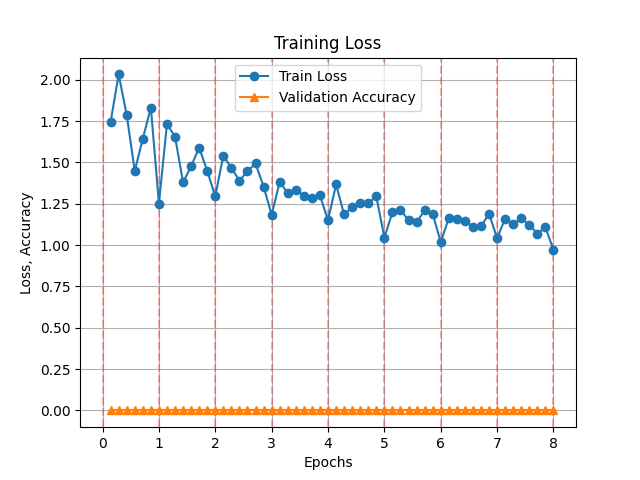 Training Loss
Train Loss
Validation Accuracy
Loss, Accuracy
2.00
1.75
1.50
1.25
1.00
0.75
0.50
0.25
0.00
0 1 2 3 4 5 6 7 8
Epochs